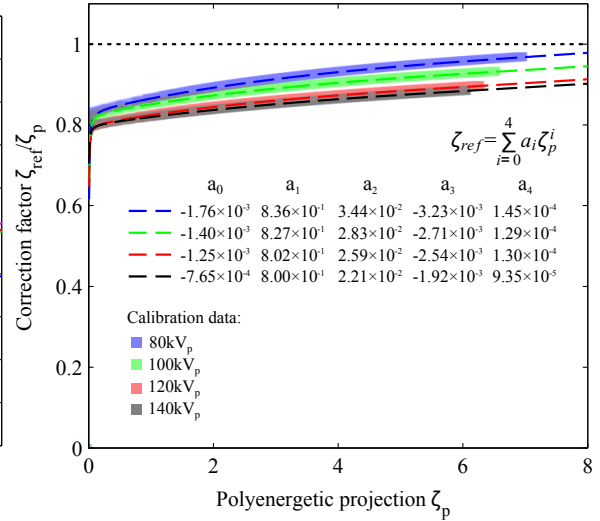 1
0.8
0.6
0.4
0.2
0
0 2 4 6 8
Correction factor ζref/ζp
Polyenergetic projection ζp
ζref=∑i=0^4 aiζp^i
a0 a1 a2 a3 a4
-1.76×10⁻³ 8.36×10⁻¹ 3.44×10⁻² -3.23×10⁻³ 1.45×10⁻⁴
-1.40×10⁻³ 8.27×10⁻¹ 2.83×10⁻² -2.71×10⁻³ 1.29×10⁻⁴
-1.25×10⁻³ 8.02×10⁻¹ 2.59×10⁻² -2.54×10⁻³ 1.30×10⁻⁴
-7.65×10⁻⁴ 8.00×10⁻¹ 2.21×10⁻² -1.92×10⁻³ 9.35×10⁻⁵
Calibration data:
80kVp
100kVp
120kVp
140kVp